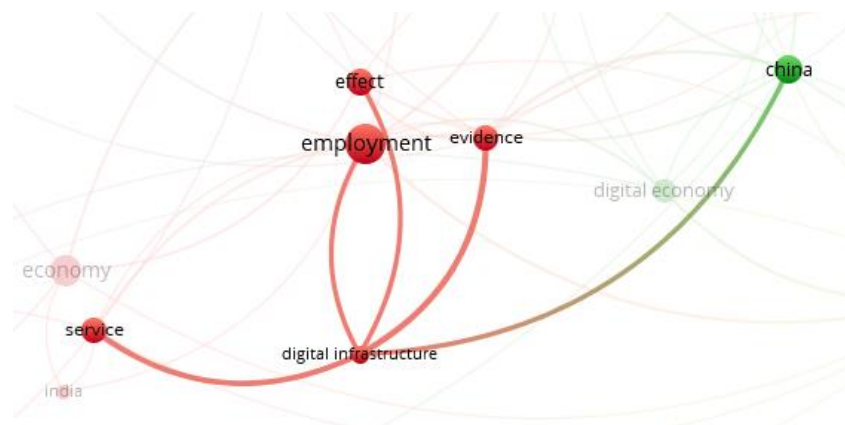 china
effect
employment
evidence
digital economy
economy
service
digital infrastructure
india